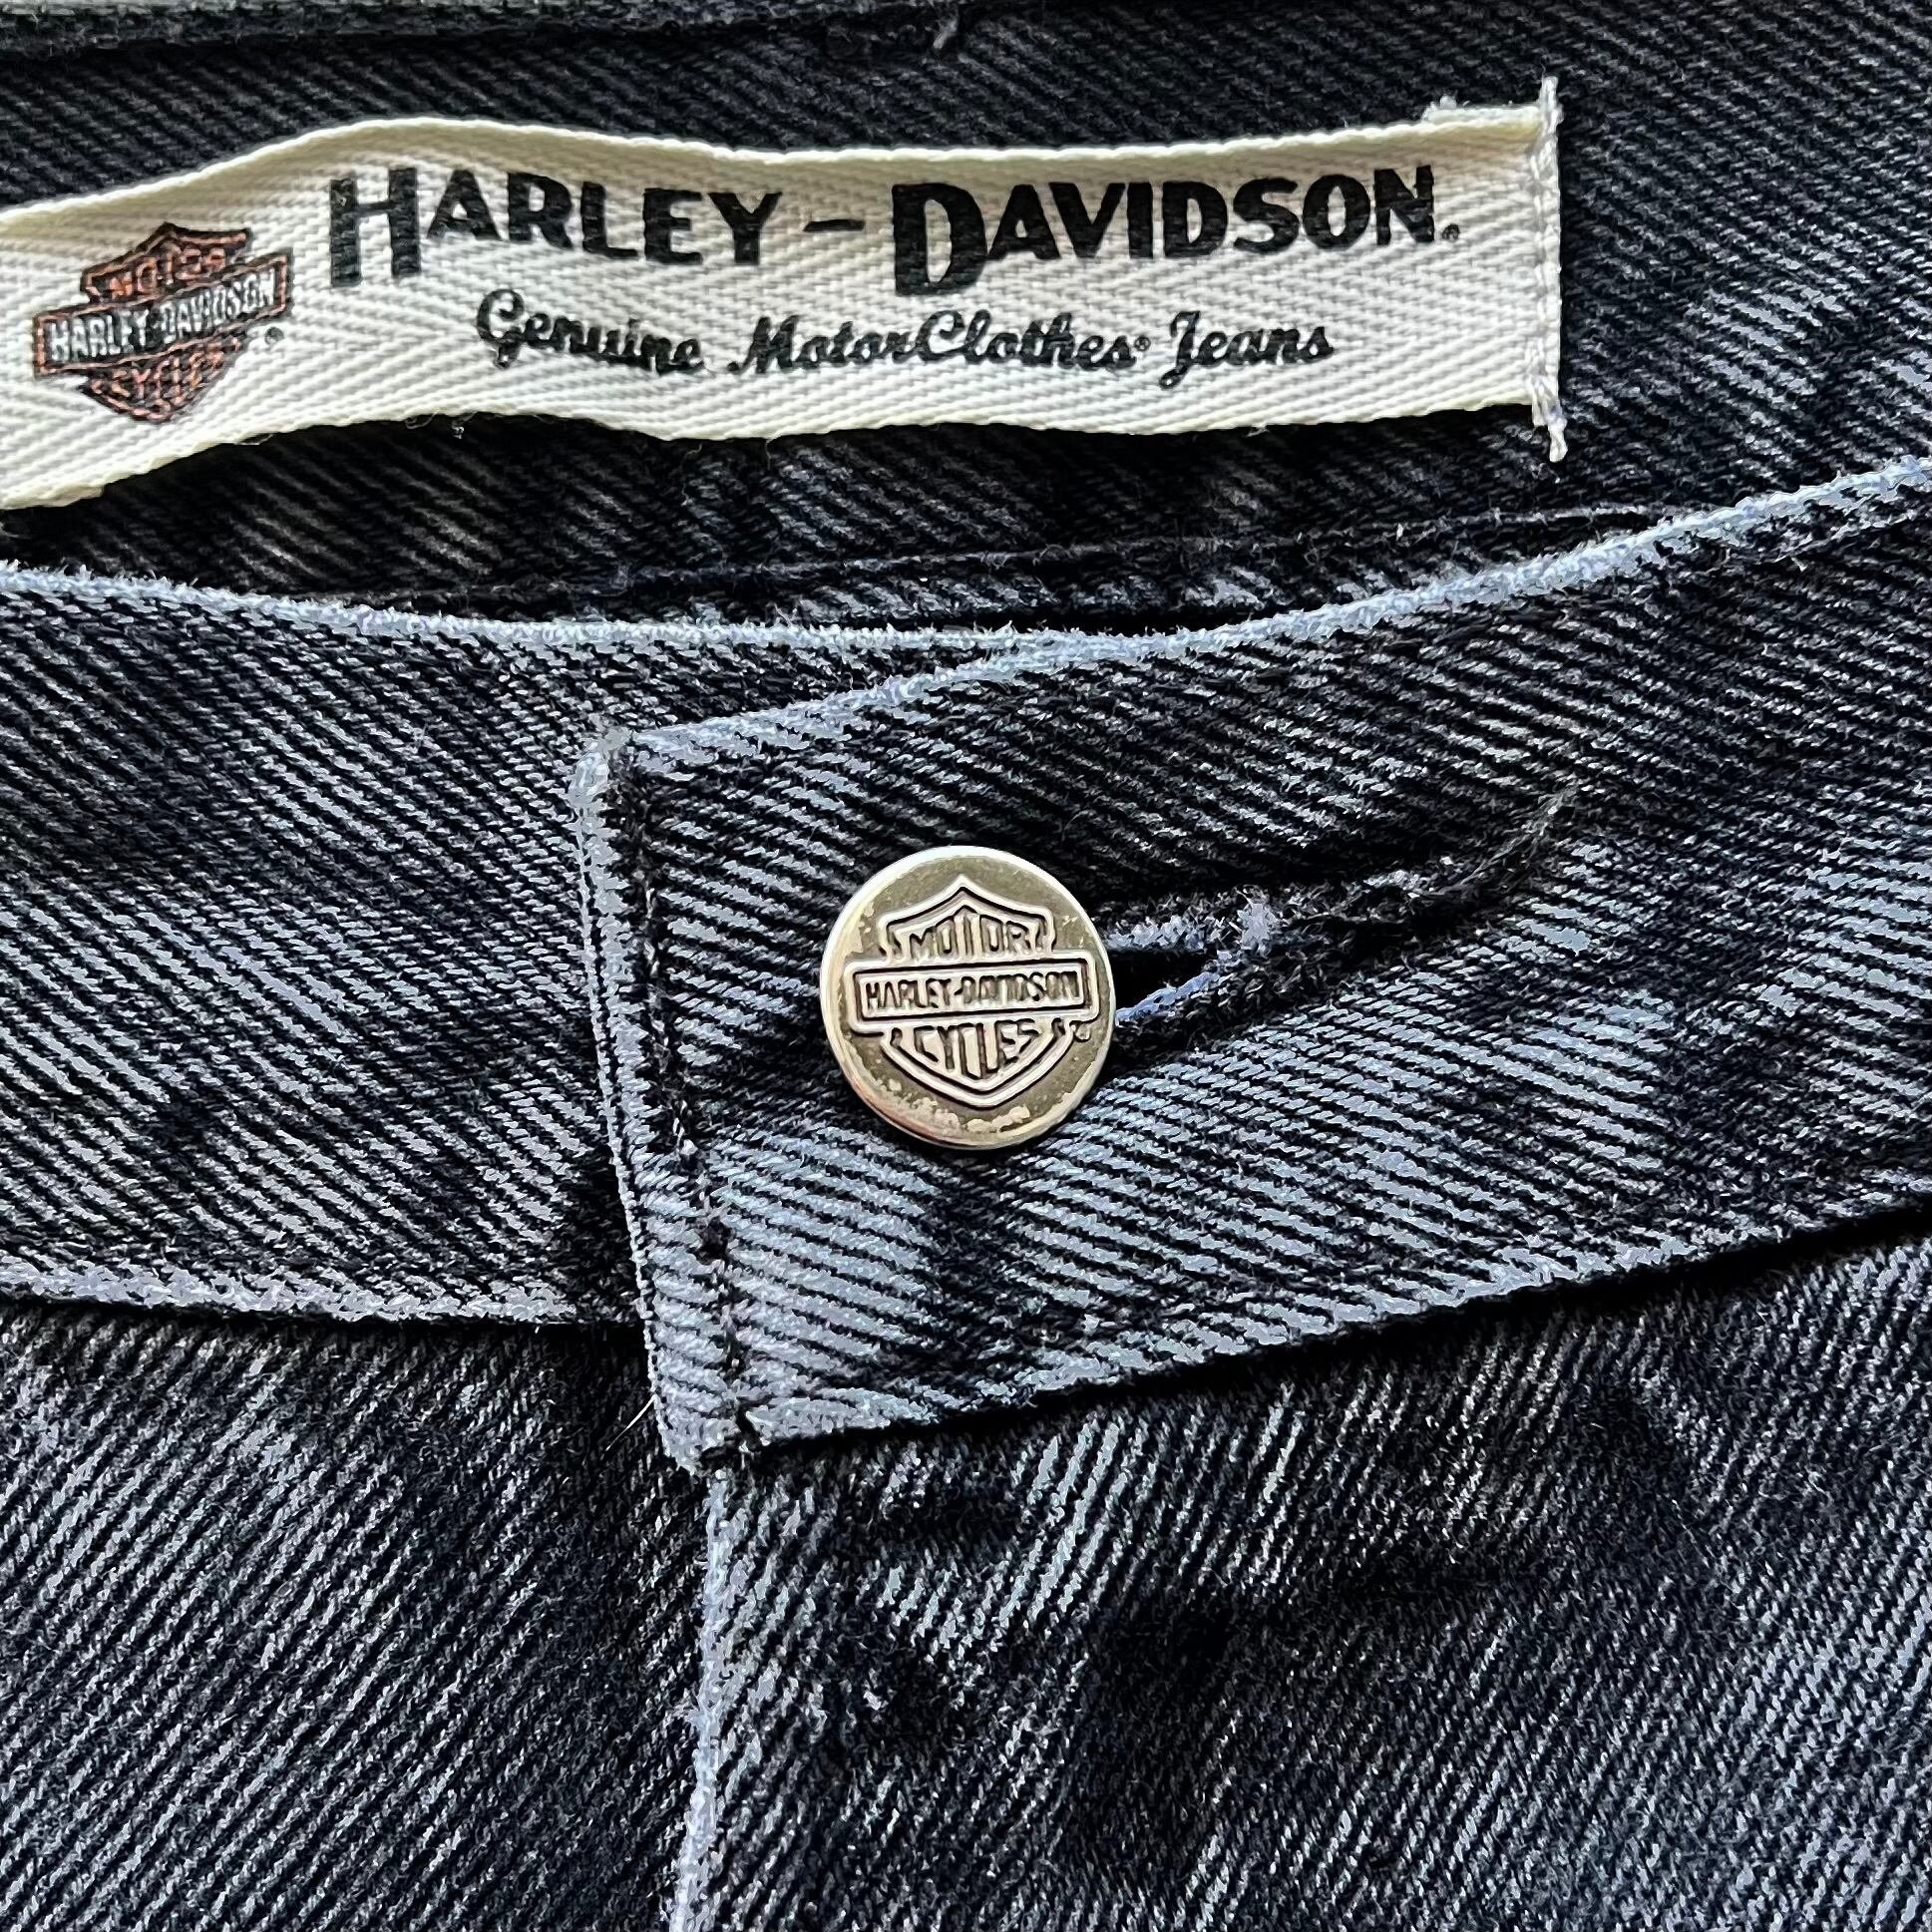 HARLEY-DAVIDSON.
MOTOR
HARLEY-DAVIDSON
CYCLES
Genuine MotorClothes® Jeans
MOTOR
HARLEY-DAVIDSON
CYCLES